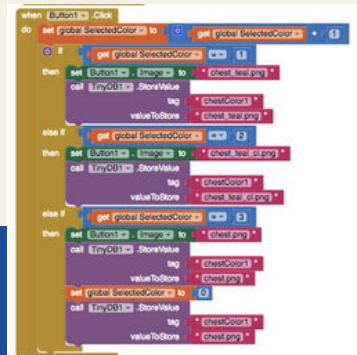 when Button1 .Click
do set global SelectedColor to get global SelectedColor + 1
if get global SelectedColor = 1
then set Button1 . Image to " chest_teal.png "
call TinyDB1 .StoreValue
tag " chestColor1 "
valueToStore " chest_teal.png "
else if get global SelectedColor = 2
then set Button1 . Image to " chest_teal_cl.png "
call TinyDB1 .StoreValue
tag " chestColor1 "
valueToStore " chest_teal_cl.png "
else if get global SelectedColor = 3
then set Button1 . Image to " chest.png "
call TinyDB1 .StoreValue
tag " chestColor1 "
valueToStore " chest.png "
set global SelectedColor to 0
call TinyDB1 .StoreValue
tag " chestColor1 "
valueToStore " chest.png "